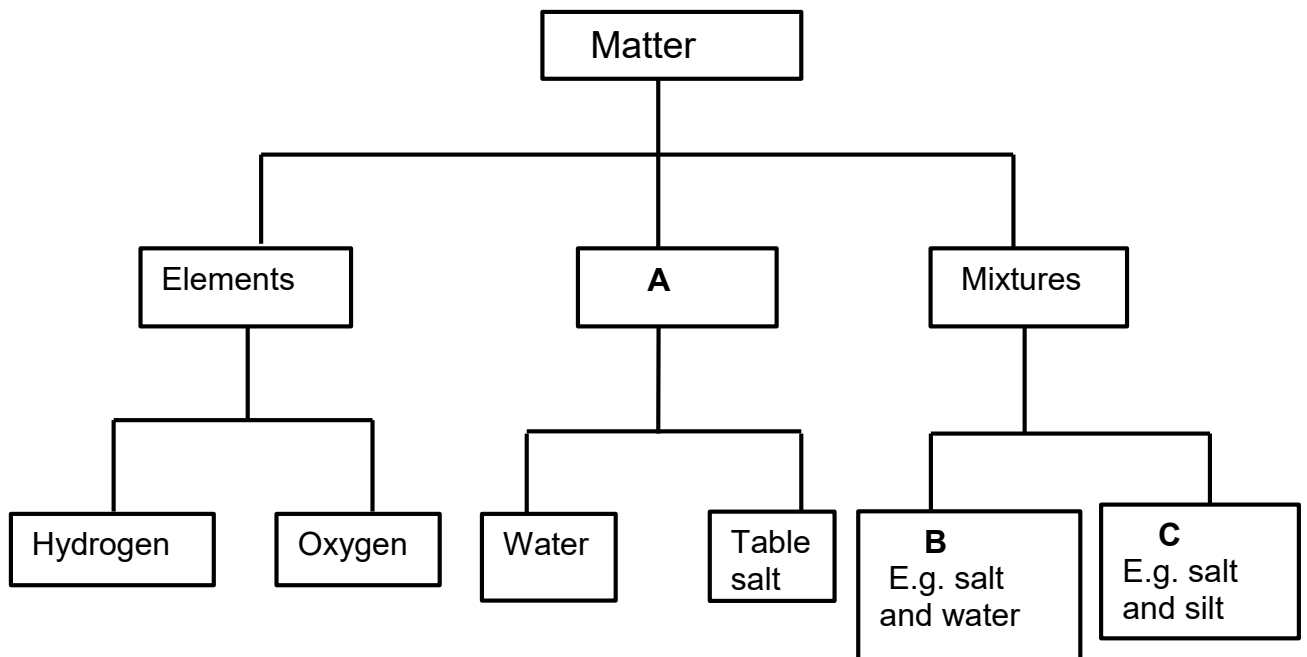 Matter
Elements
A
Mixtures
Hydrogen
Oxygen
Water
Table
salt
B
E.g. salt
and water
C
E.g. salt
and silt